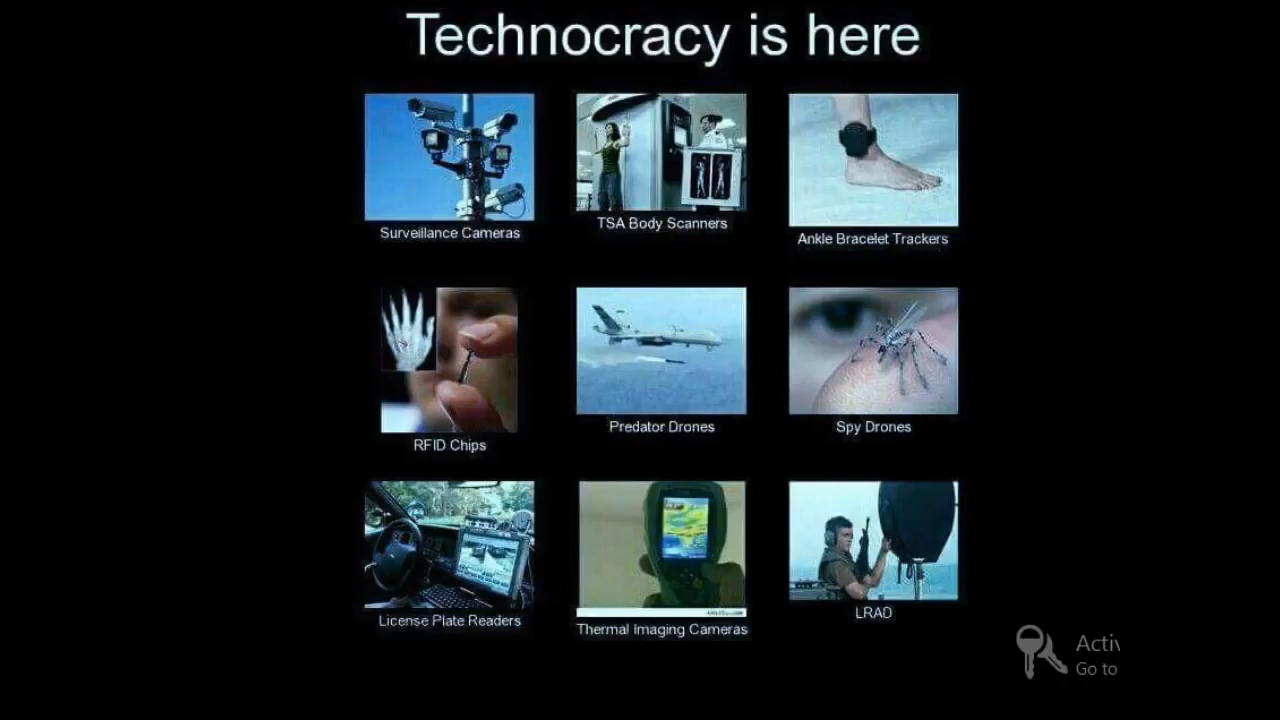 Technocracy is here
Surveillance Cameras
TSA Body Scanners
Ankle Bracelet Trackers
RFID Chips
Predator Drones
Spy Drones
License Plate Readers
Thermal Imaging Cameras
LRAD
Activ
Go to